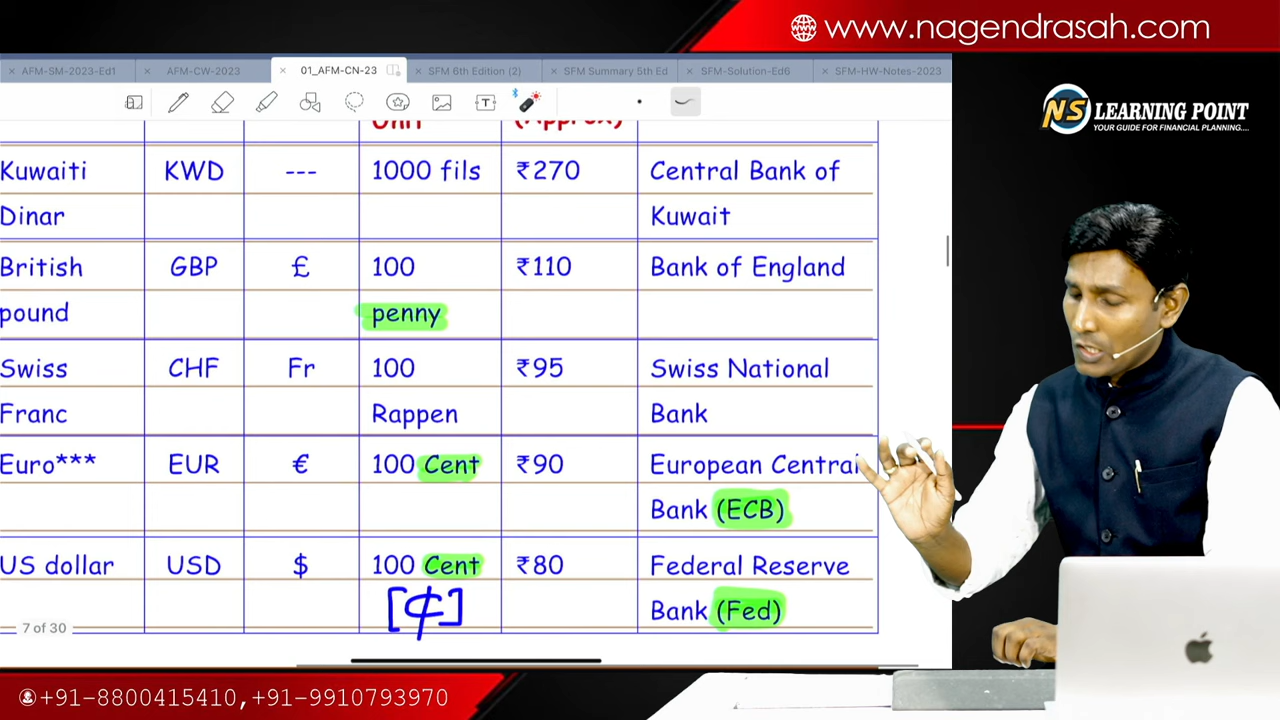 www.nagendrasah.com
AFM-SM-2023-Ed1
AFM-CW-2023
01_AFM-CN-23
SFM 6th Edition (2)
SFM Summary 5th Ed
SFM-Solution-Ed6
SFM-HW-Notes-2023
NS LEARNING POINT
YOUR GUIDE FOR FINANCIAL PLANNING....
Unit (Approx)
Kuwaiti KWD --- 1000 fils ₹270 Central Bank of
Dinar Kuwait
British GBP £ 100 ₹110 Bank of England
pound penny
Swiss CHF Fr 100 ₹95 Swiss National
Franc Rappen Bank
Euro*** EUR € 100 Cent ₹90 European Central
Bank (ECB)
US dollar USD $ 100 Cent ₹80 Federal Reserve
[¢] Bank (Fed)
7 of 30
+91-8800415410,+91-9910793970